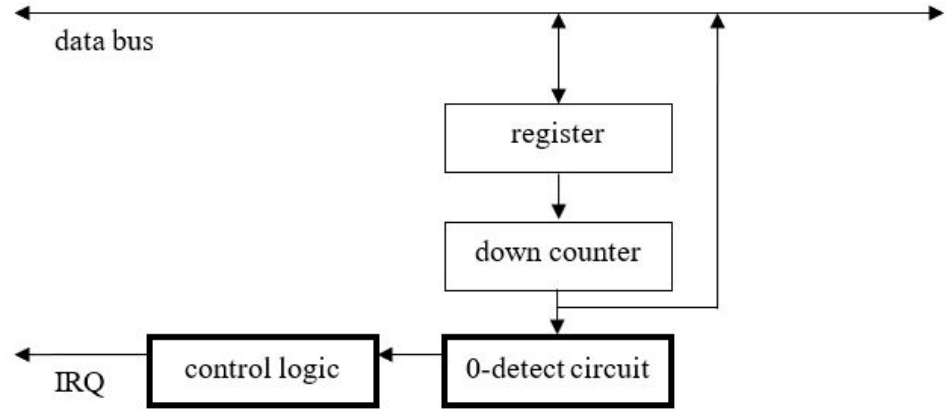 data bus
register
down counter
control logic
0-detect circuit
IRQ